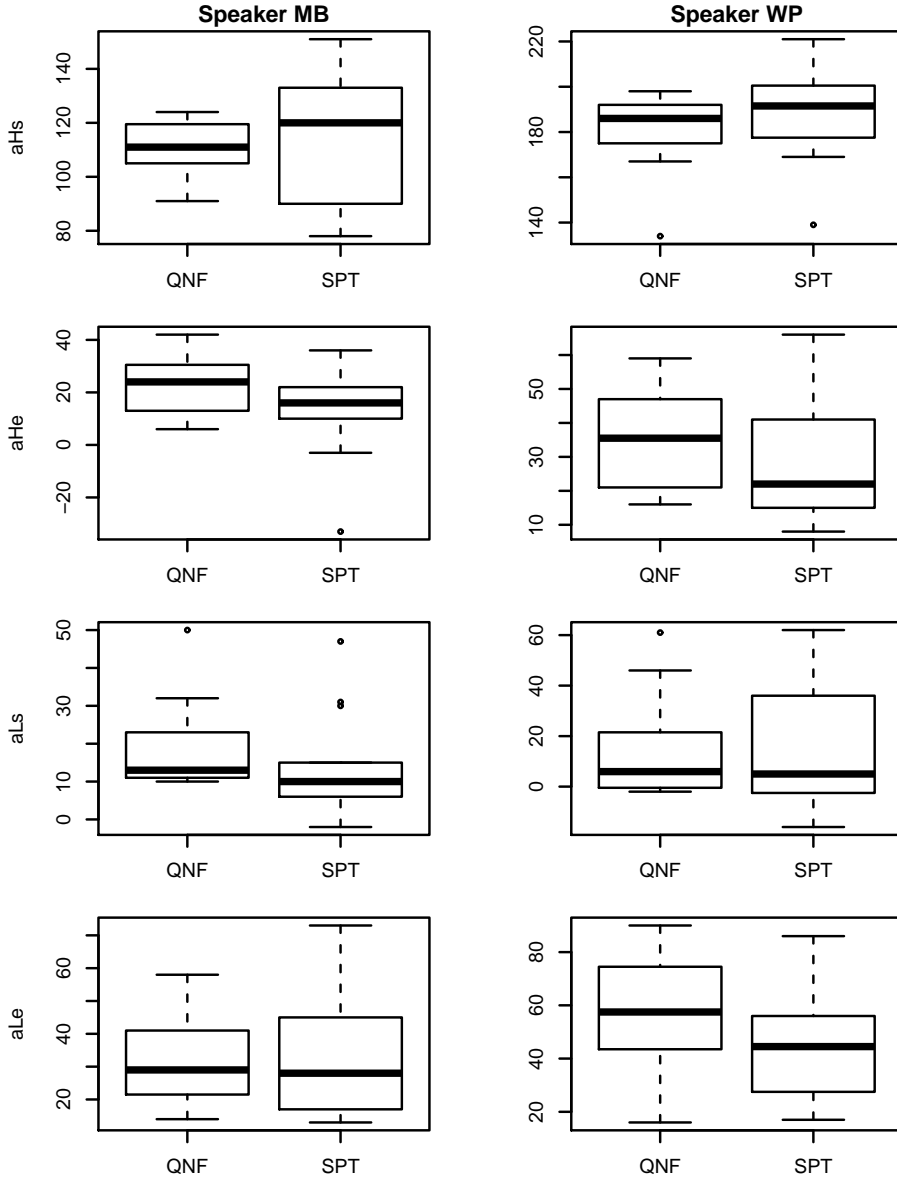 Speaker MB Speaker WP
aHs
80 100 120 140
140 180 220
QNF SPT QNF SPT
aHe
−20 0 20 40
10 30 50
QNF SPT QNF SPT
aLs
0 10 30 50
0 20 40 60
QNF SPT QNF SPT
aLe
20 40 60
20 40 60 80
QNF SPT QNF SPT